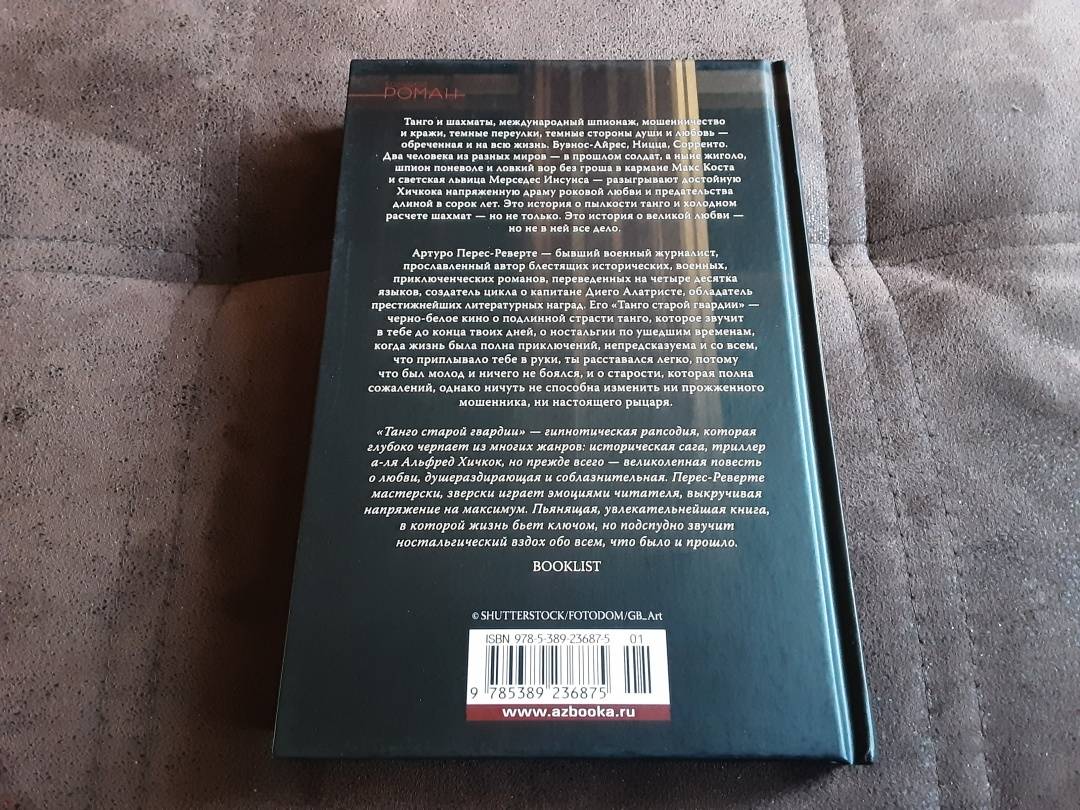 РОМАН
Танго и шахматы, международный шпионаж, мошенничество
и кражи, темные переулки, темные стороны души и любовь —
обреченная и на всю жизнь. Буэнос-Айрес, Ницца, Сорренто.
Два человека из разных миров — в прошлом солдат, а ныне жиголо,
шпион поневоле и ловкий вор без гроша в кармане Макс Коста
и светская львица Мерседес Инсунса — разыгрывают достойную
Хичкока напряженную драму роковой любви и предательства
длиной в сорок лет. Это история о пылкости танго и холодном
расчете шахмат — но не только. Это история о великой любви —
но не в ней все дело.
Артуро Перес-Реверте — бывший военный журналист,
прославленный автор блестящих исторических, военных,
приключенческих романов, переведенных на четыре десятка
языков, создатель цикла о капитане Диего Алатристе, обладатель
престижнейших литературных наград. Его «Танго старой гвардии» —
черно-белое кино о подлинной страсти танго, которое звучит
в тебе до конца твоих дней, о ностальгии по ушедшим временам,
когда жизнь была полна приключений, непредсказуема и со всем,
что приплывало тебе в руки, ты расставался легко, потому
что был молод и ничего не боялся, и о старости, которая полна
сожалений, однако ничуть не способна изменить ни прожженного
мошенника, ни настоящего рыцаря.
«Танго старой гвардии» — гипнотическая рапсодия, которая
глубоко черпает из многих жанров: историческая сага, триллер
а-ля Альфред Хичкок, но прежде всего — великолепная повесть
о любви, душераздирающая и соблазнительная. Перес-Реверте
мастерски, зверски играет эмоциями читателя, выкручивая
напряжение на максимум. Пьянящая, увлекательнейшая книга,
в которой жизнь бьет ключом, но подспудно звучит
ностальгический вздох обо всем, что было и прошло.
BOOKLIST
© SHUTTERSTOCK/FOTODOM/GB_Art
ISBN 978-5-389-23687-5 01
9 785389 236875
www.azbooka.ru